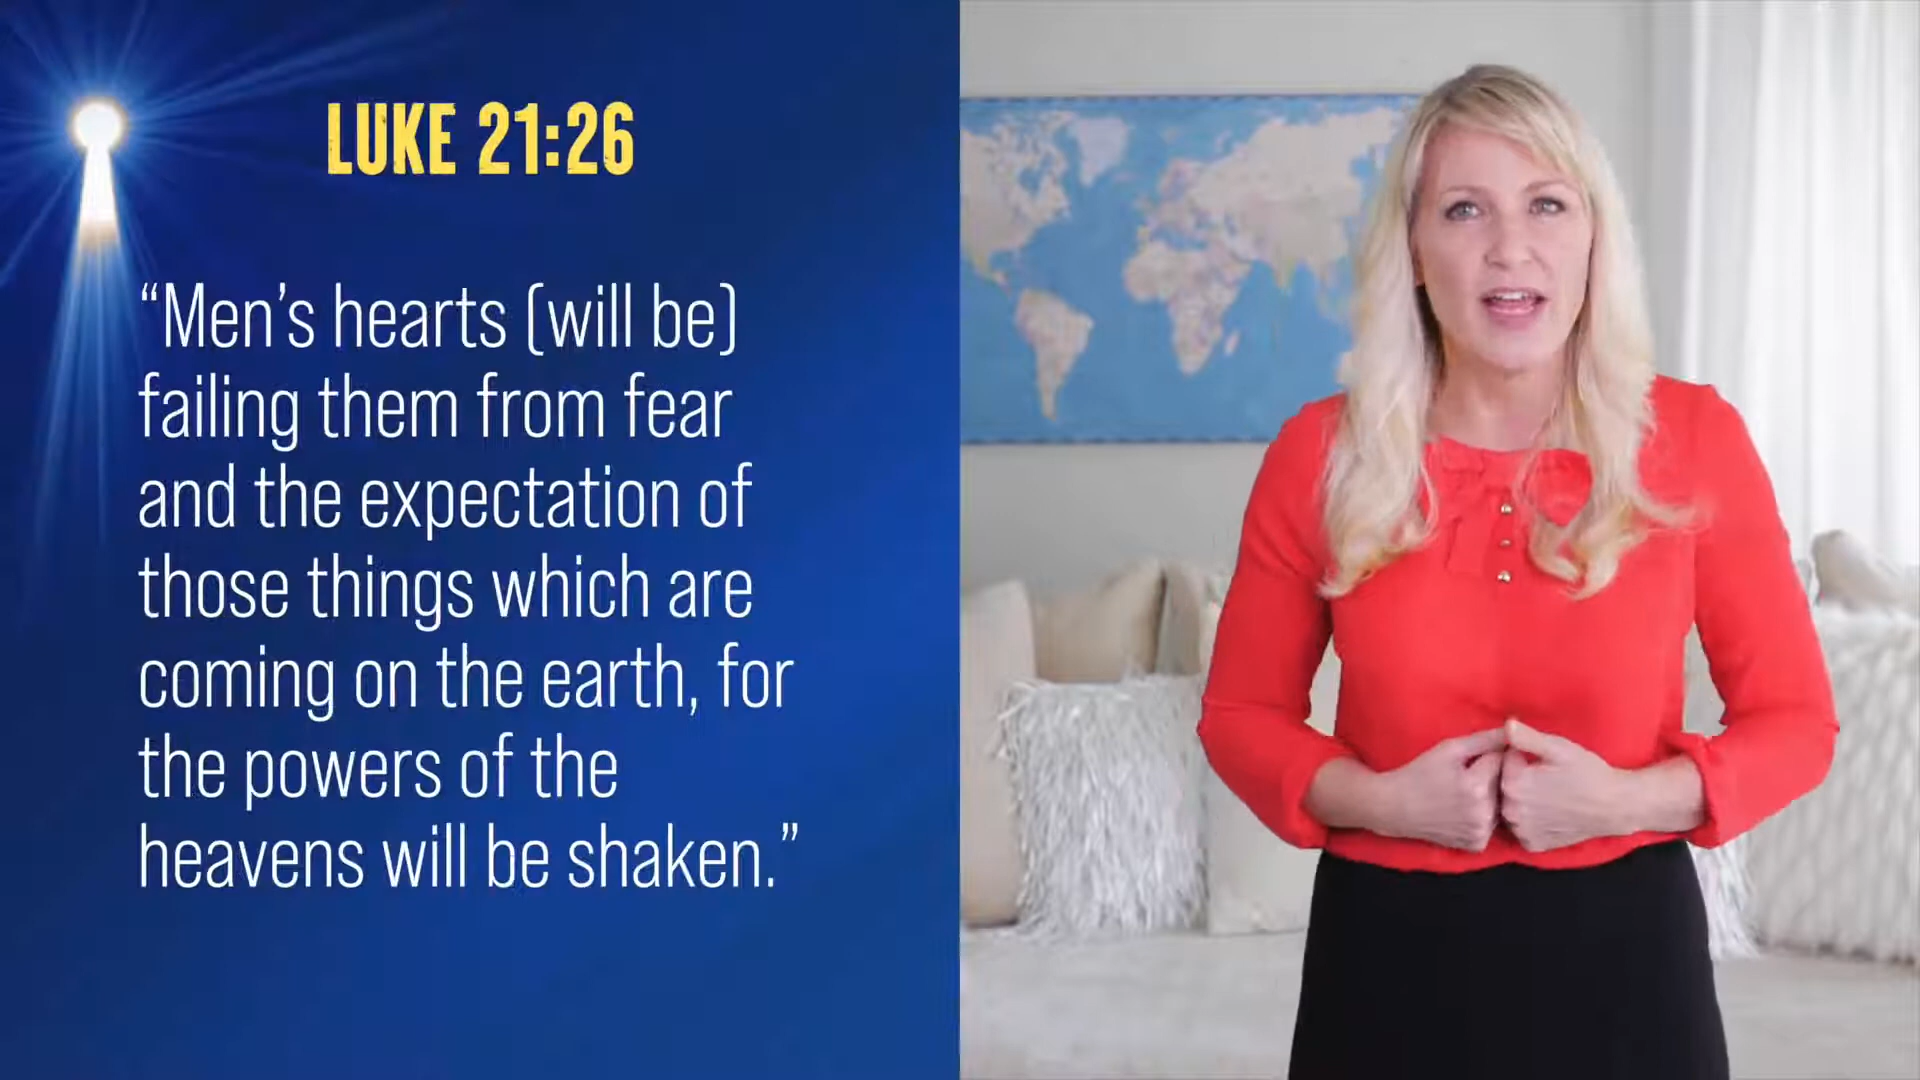 LUKE 21:26
“Men’s hearts (will be)
failing them from fear
and the expectation of
those things which are
coming on the earth, for
the powers of the
heavens will be shaken.”